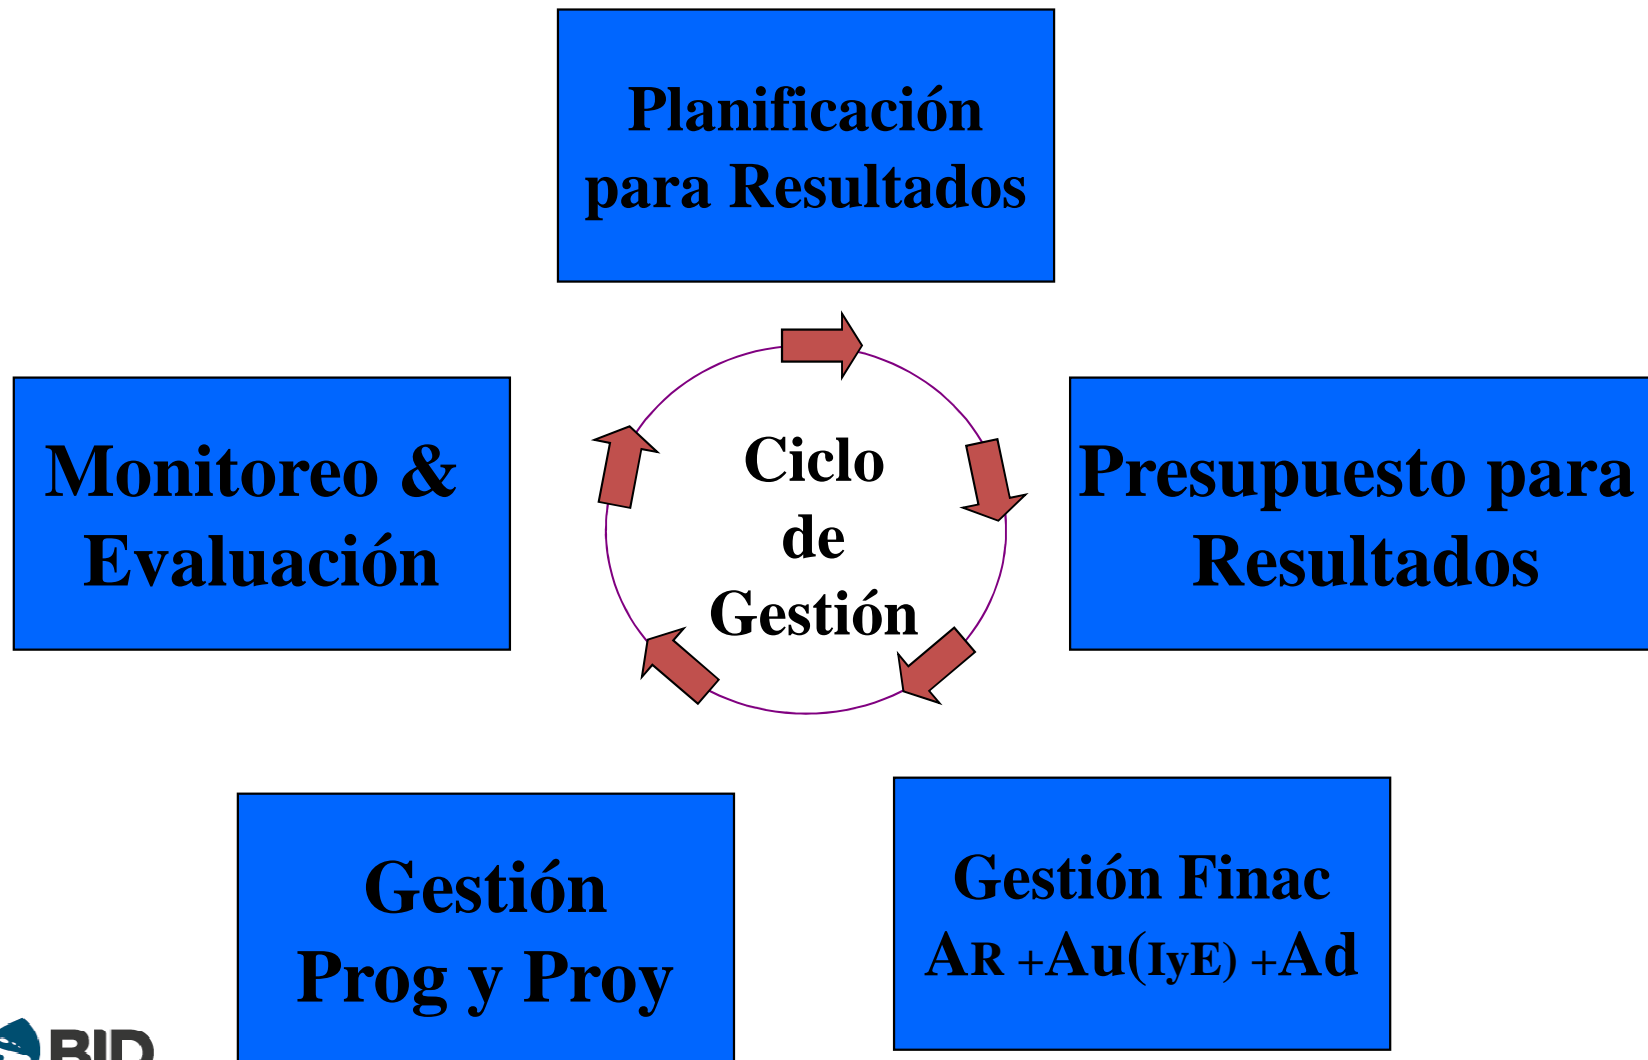 Planificación
para Resultados
Monitoreo &
Evaluación
Ciclo
de
Gestión
Presupuesto para
Resultados
Gestión
Prog y Proy
Gestión Finac
AR +Au(IyE) +Ad
BID